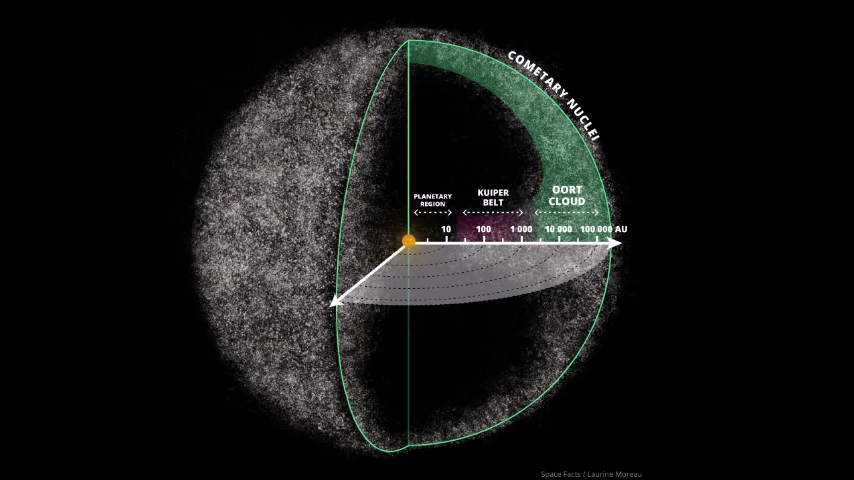 COMETARY NUCLEI
PLANETARY
REGION
KUIPER
BELT
OORT
CLOUD
10 100 1 000 10 000 100 000 AU
Space Facts / Laurine Moreau